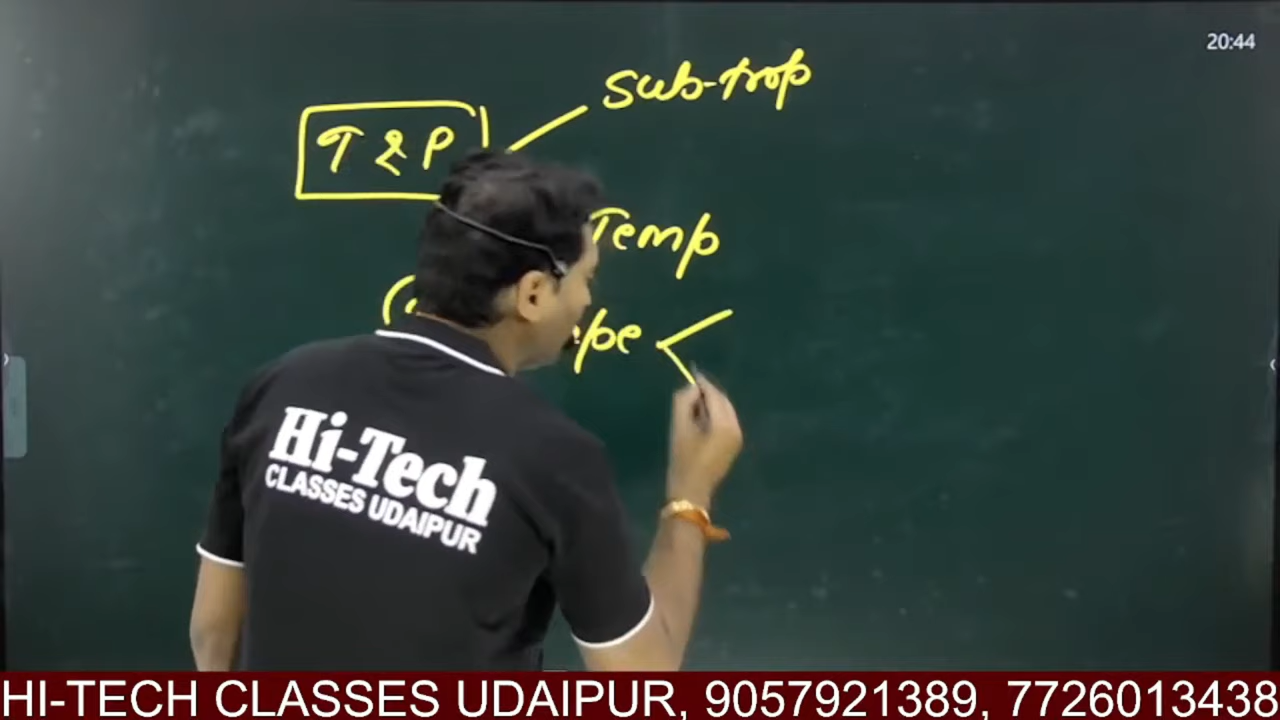 20:44
Sub-trop
T & P
Temp
Hi-Tech
CLASSES UDAIPUR
HI-TECH CLASSES UDAIPUR, 9057921389, 7726013438